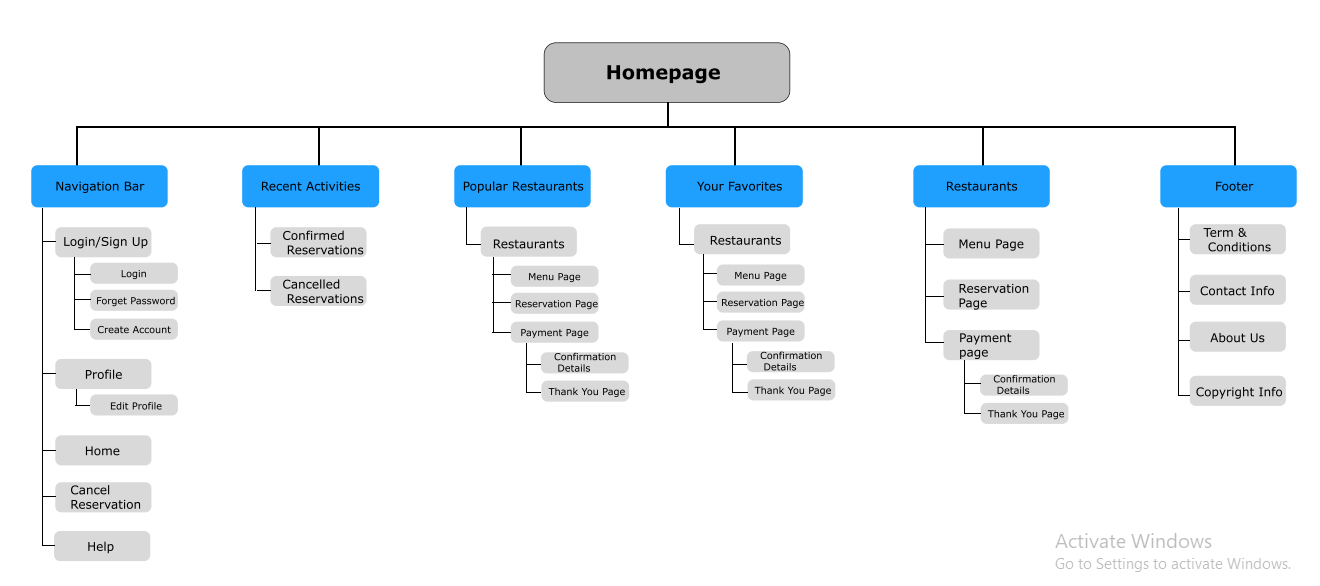 Homepage
Navigation Bar
Login/Sign Up
Login
Forget Password
Create Account
Profile
Edit Profile
Home
Cancel
Reservation
Help
Recent Activities
Confirmed
Reservations
Cancelled
Reservations
Popular Restaurants
Restaurants
Menu Page
Reservation Page
Payment Page
Confirmation
Details
Thank You Page
Your Favorites
Restaurants
Menu Page
Reservation Page
Payment Page
Confirmation
Details
Thank You Page
Restaurants
Menu Page
Reservation
Page
Payment
page
Confirmation
Details
Thank You Page
Footer
Term &
Conditions
Contact Info
About Us
Copyright Info
Activate Windows
Go to Settings to activate Windows.